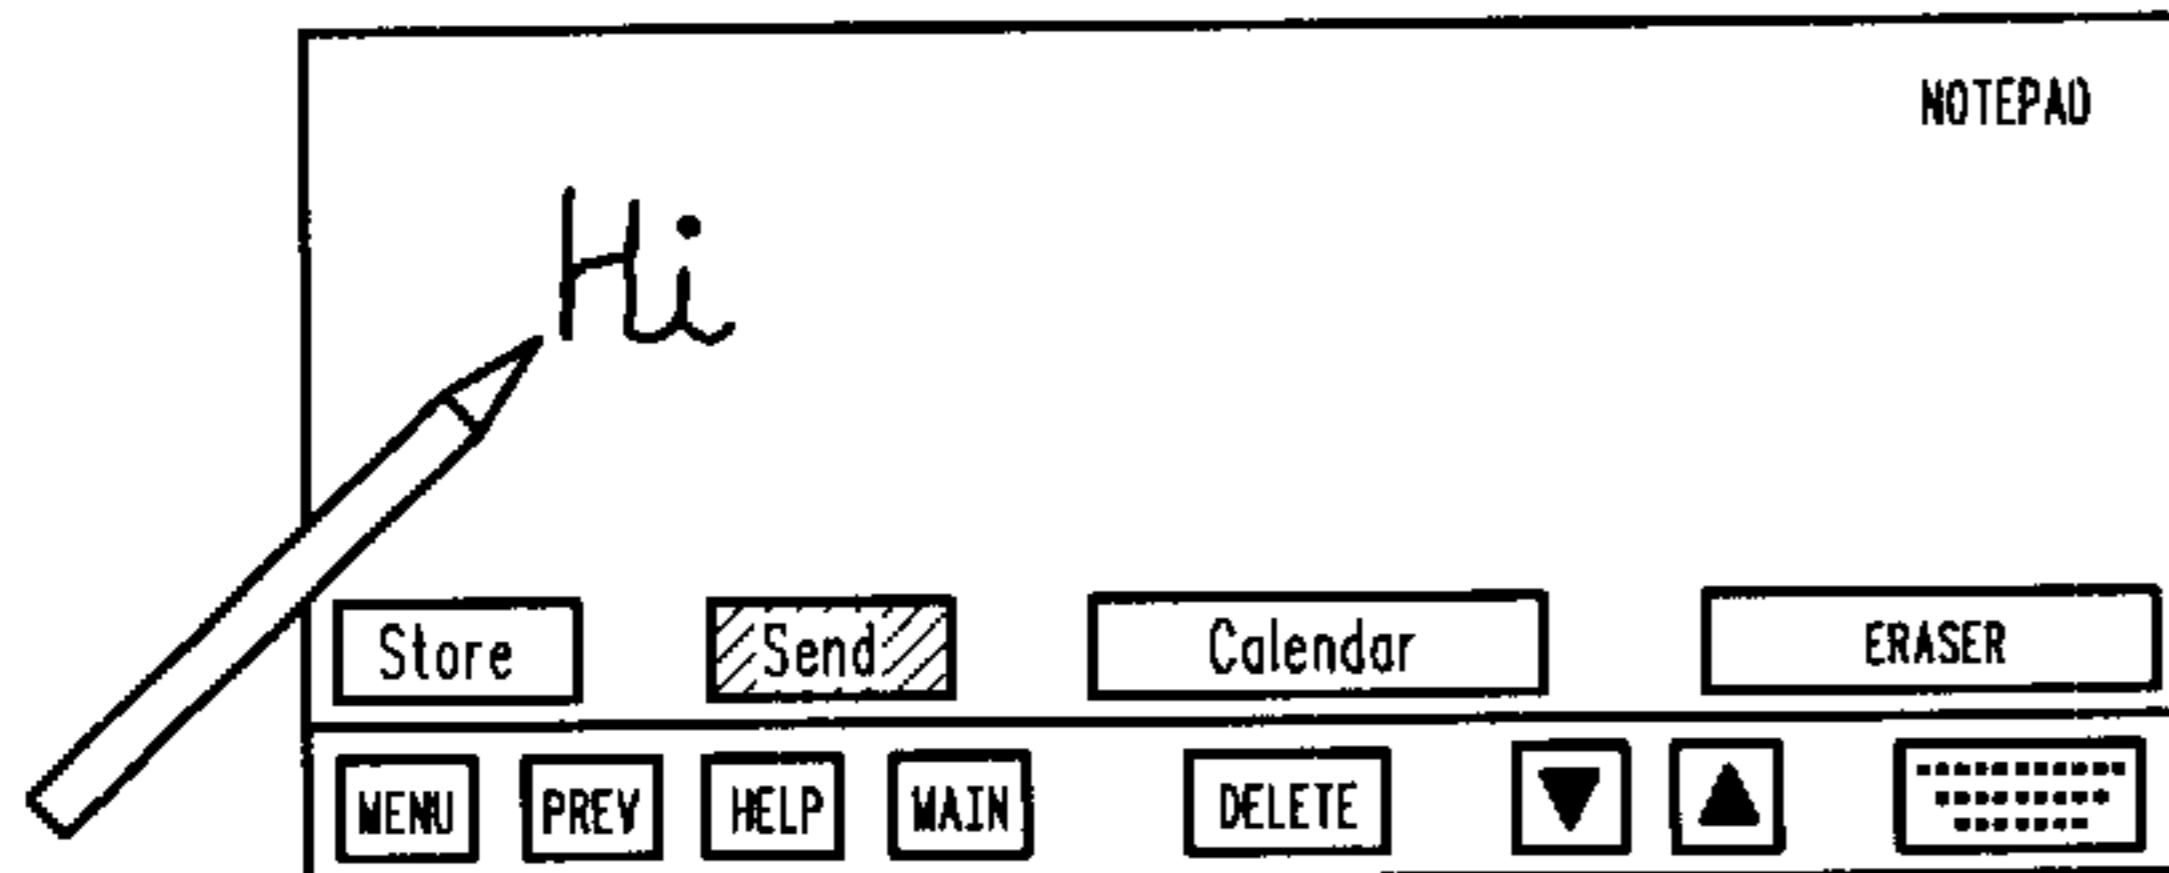 NOTEPAD
Hi
Store Send Calendar ERASER
MENU PREV HELP MAIN DELETE